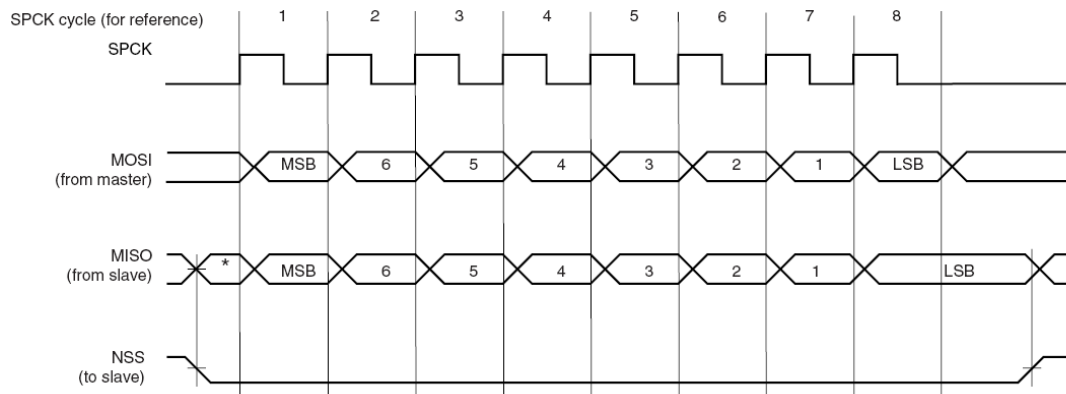 SPCK cycle (for reference) 1 2 3 4 5 6 7 8
SPCK
MOSI
(from master)
MSB 6 5 4 3 2 1 LSB
MISO
(from slave)
* MSB 6 5 4 3 2 1 LSB
NSS
(to slave)